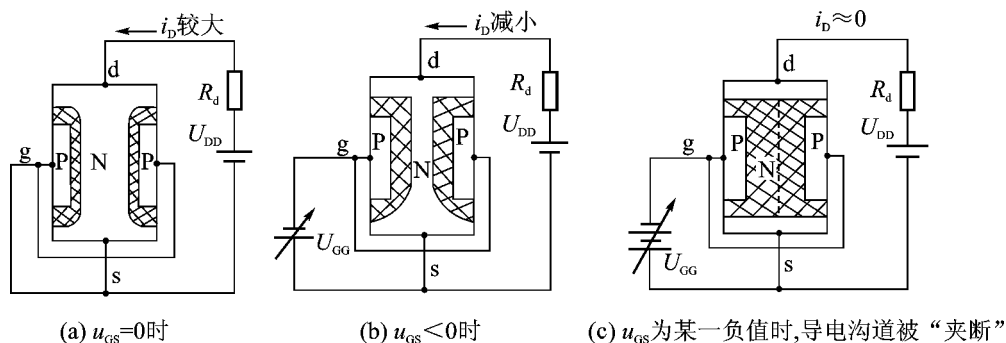 i_D较大
d
R_d
U_DD
g
P
N
P
s
(a) u_GS=0时
i_D减小
d
R_d
U_DD
g
P
N
P
U_GG
s
(b) u_GS<0时
i_D≈0
d
R_d
U_DD
g
P
N
P
U_GG
s
(c) u_GS为某一负值时,导电沟道被“夹断”